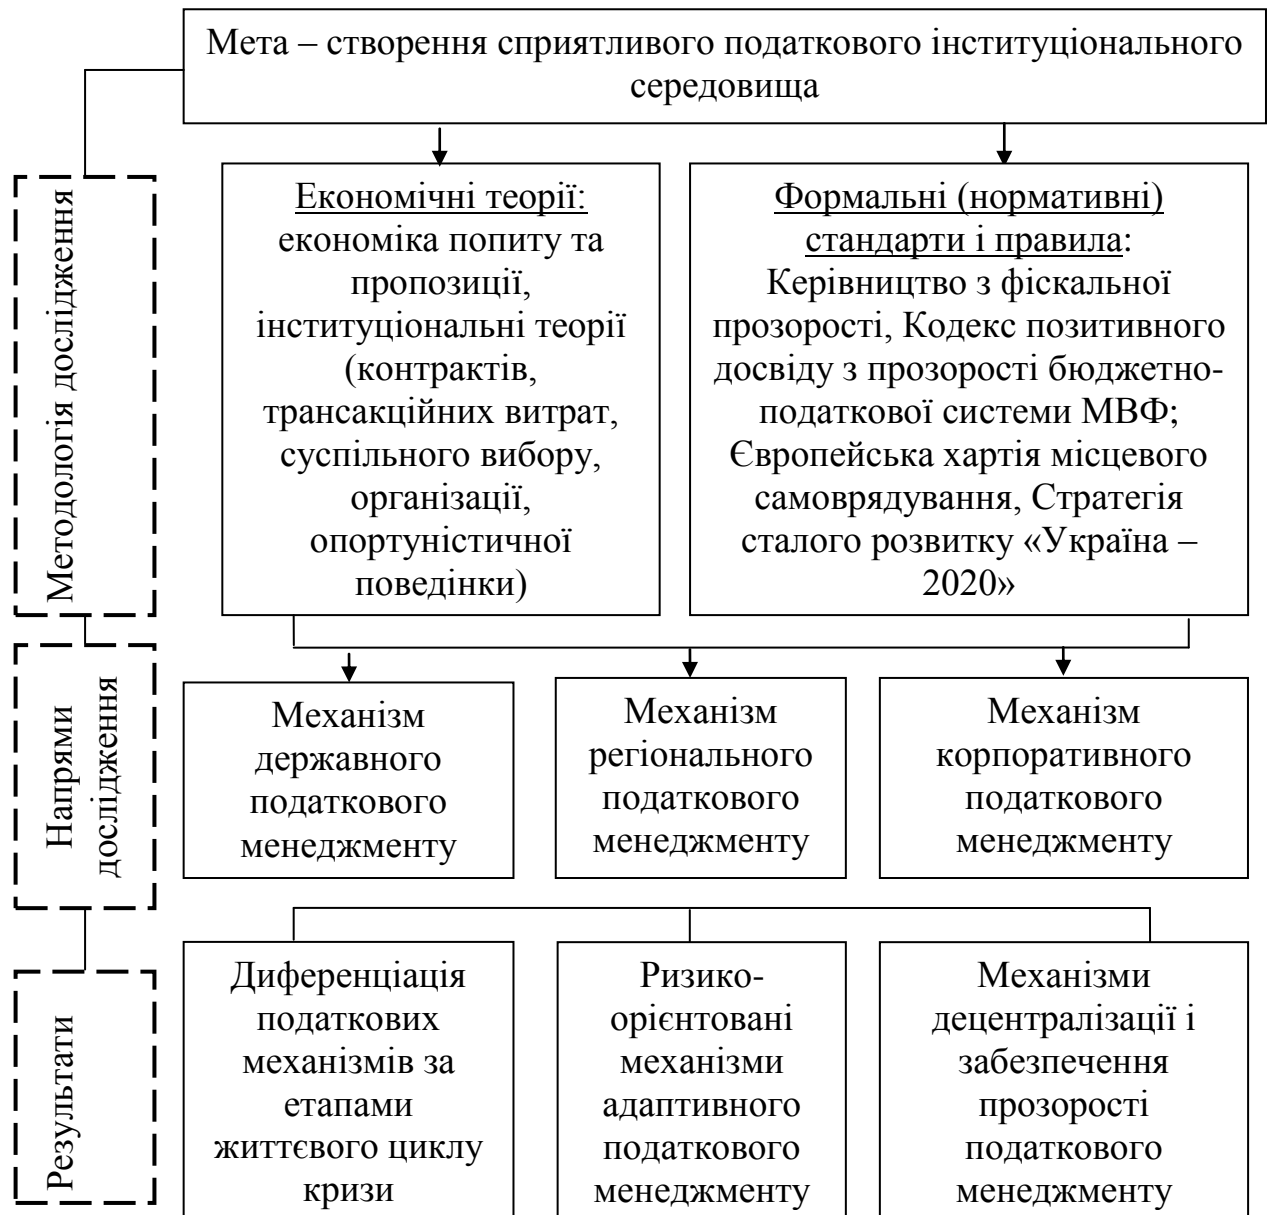 Мета – створення сприятливого податкового інституціонального
середовища
Методологія дослідження
Економічні теорії:
економіка попиту та
пропозиції,
інституціональні теорії
(контрактів,
трансакційних витрат,
суспільного вибору,
організації,
опортуністичної
поведінки)
Формальні (нормативні)
стандарти і правила:
Керівництво з фіскальної
прозорості, Кодекс позитивного
досвіду з прозорості бюджетно-
податкової системи МВФ;
Європейська хартія місцевого
самоврядування, Стратегія
сталого розвитку «Україна –
2020»
Напрями
дослідження
Механізм
державного
податкового
менеджменту
Механізм
регіонального
податкового
менеджменту
Механізм
корпоративного
податкового
менеджменту
Результати
Диференціація
податкових
механізмів за
етапами
життєвого циклу
кризи
Ризико-
орієнтовані
механізми
адаптивного
податкового
менеджменту
Механізми
децентралізації і
забезпечення
прозорості
податкового
менеджменту